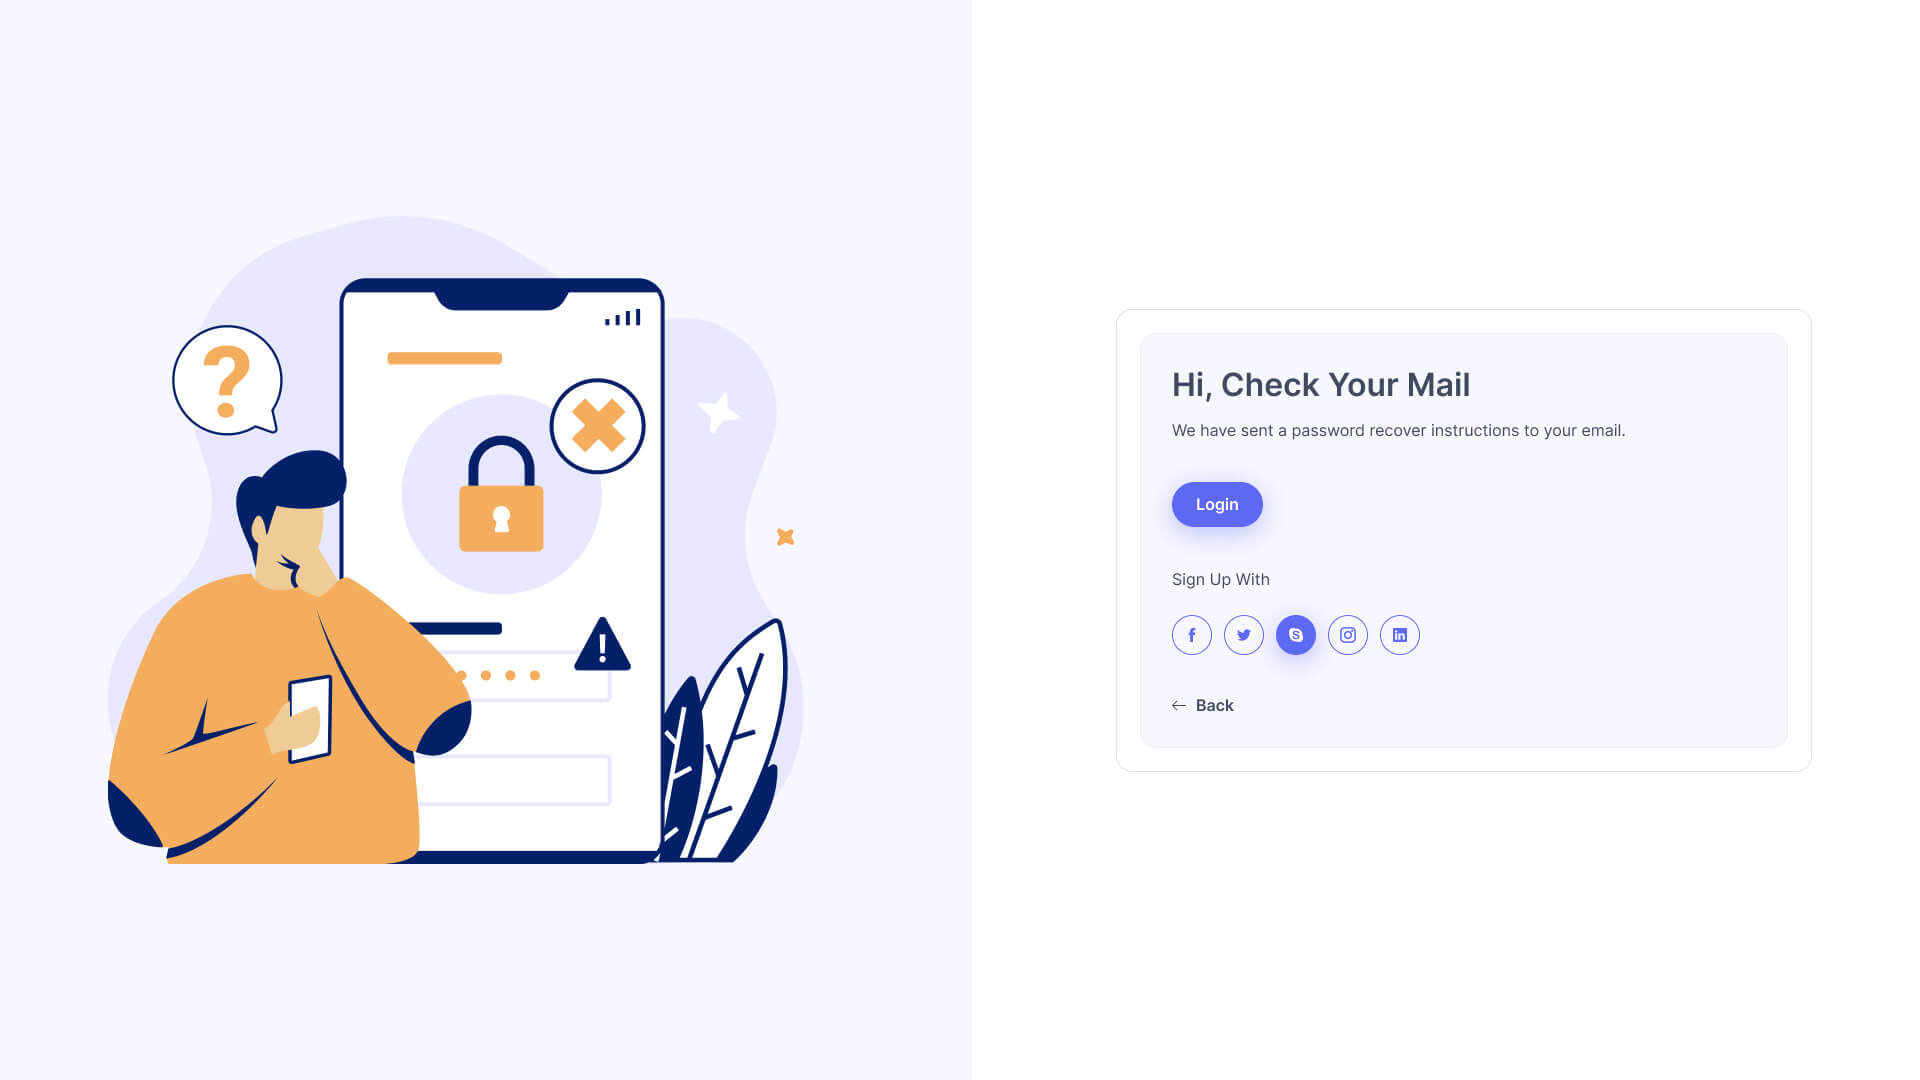 Hi, Check Your Mail
We have sent a password recover instructions to your email.
Login
Sign Up With
Back